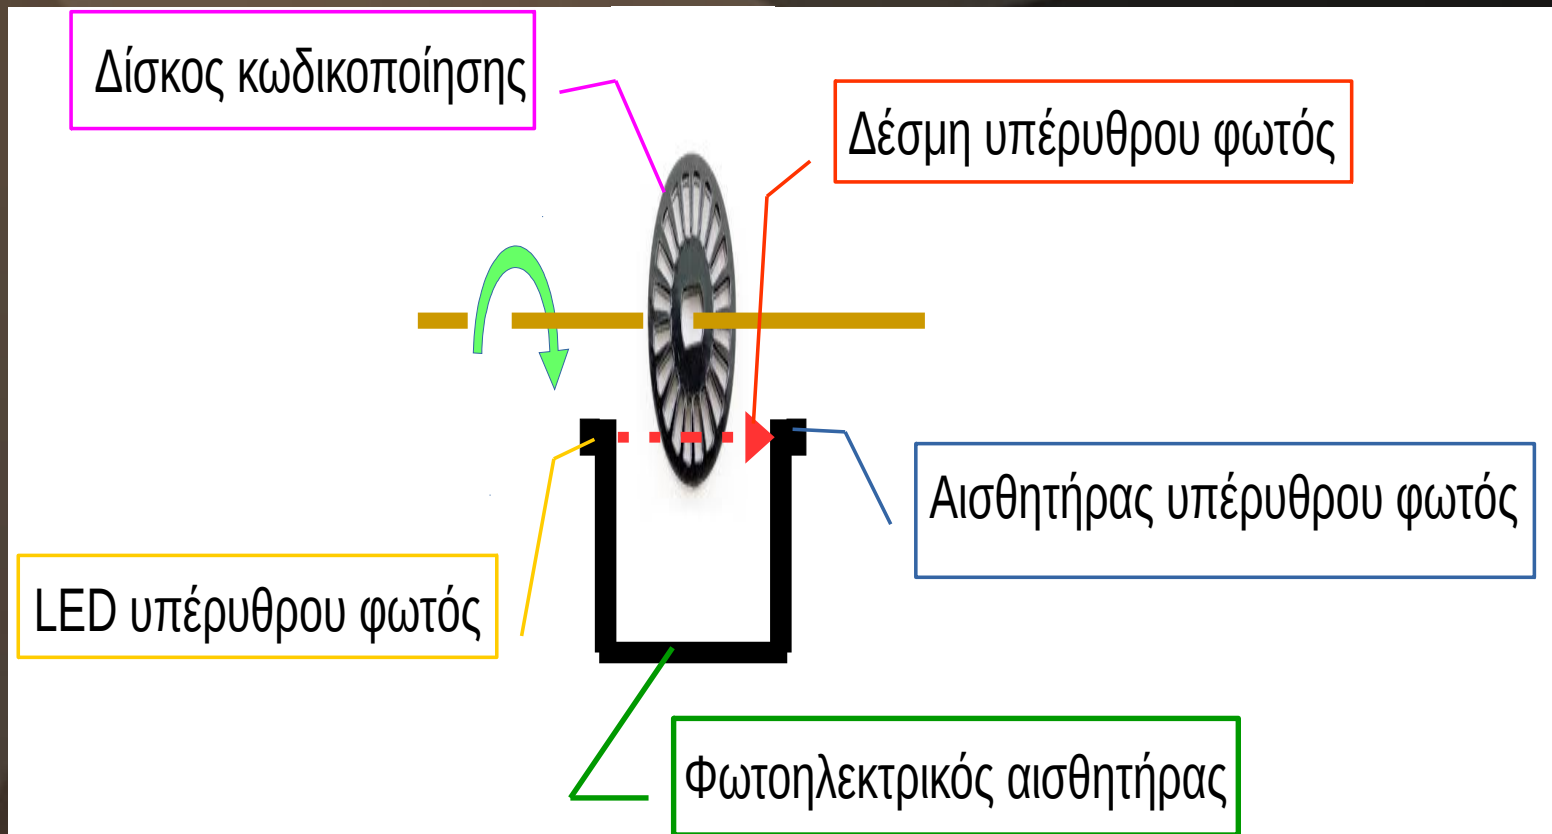 Δίσκος κωδικοποίησης
Δέσμη υπέρυθρου φωτός
Αισθητήρας υπέρυθρου φωτός
LED υπέρυθρου φωτός
Φωτοηλεκτρικός αισθητήρας